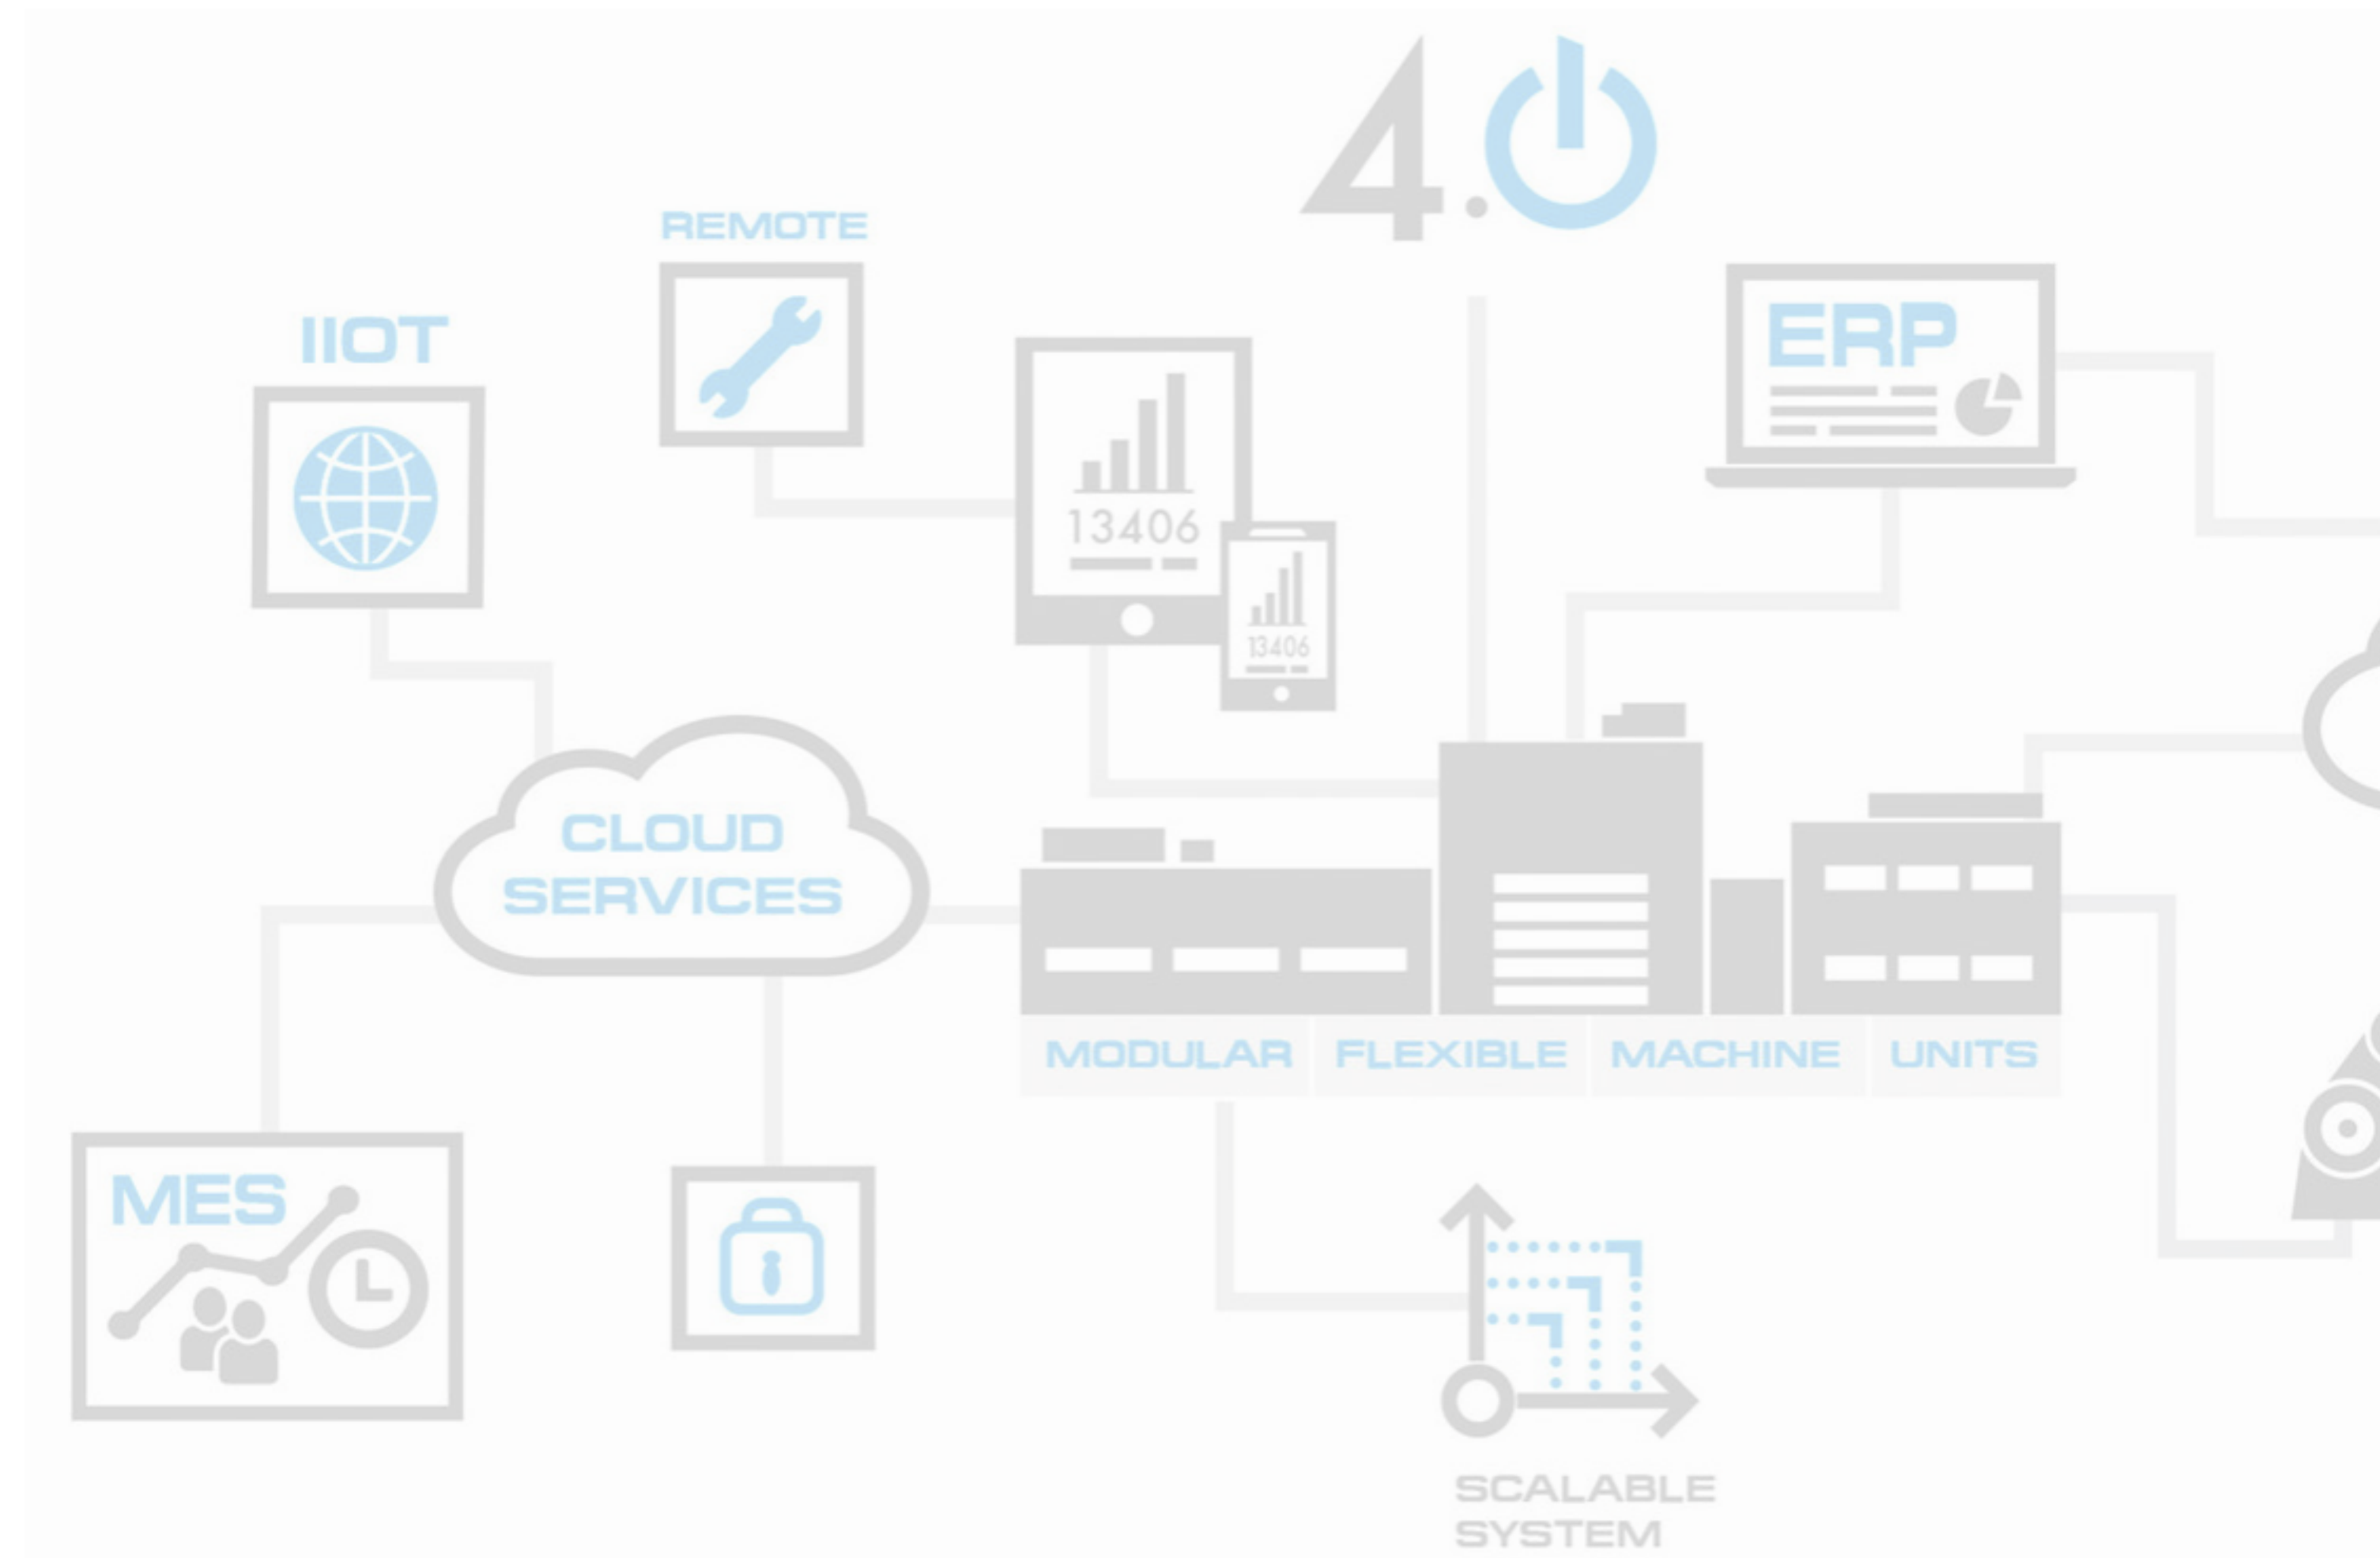 4.0
REMOTE
IIOT
ERP
13406
13406
CLOUD
SERVICES
MODULAR FLEXIBLE MACHINE UNITS
MES
SCALABLE
SYSTEM